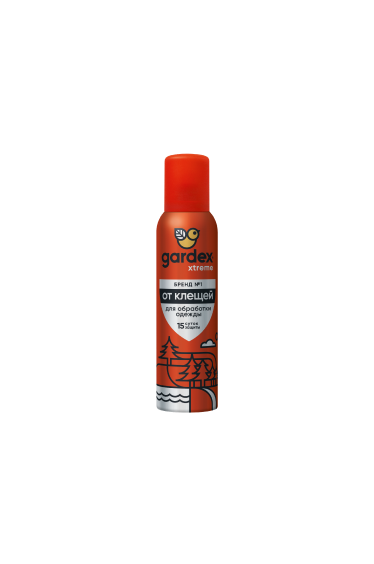 gardex
xtreme
БРЕНД №1
ОТ КЛЕЩЕЙ
для обработки
одежды
15 суток
защиты